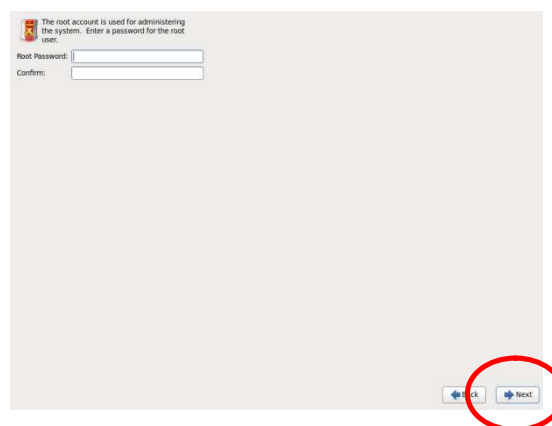 The root account is used for administering
the system. Enter a password for the root
user.
Root Password:
Confirm:
Back
Next